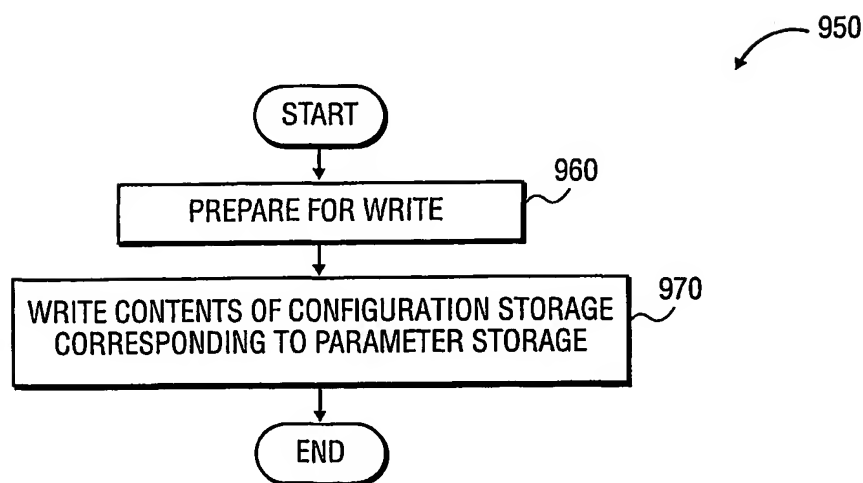 950
START
960
PREPARE FOR WRITE
970
WRITE CONTENTS OF CONFIGURATION STORAGE
CORRESPONDING TO PARAMETER STORAGE
END